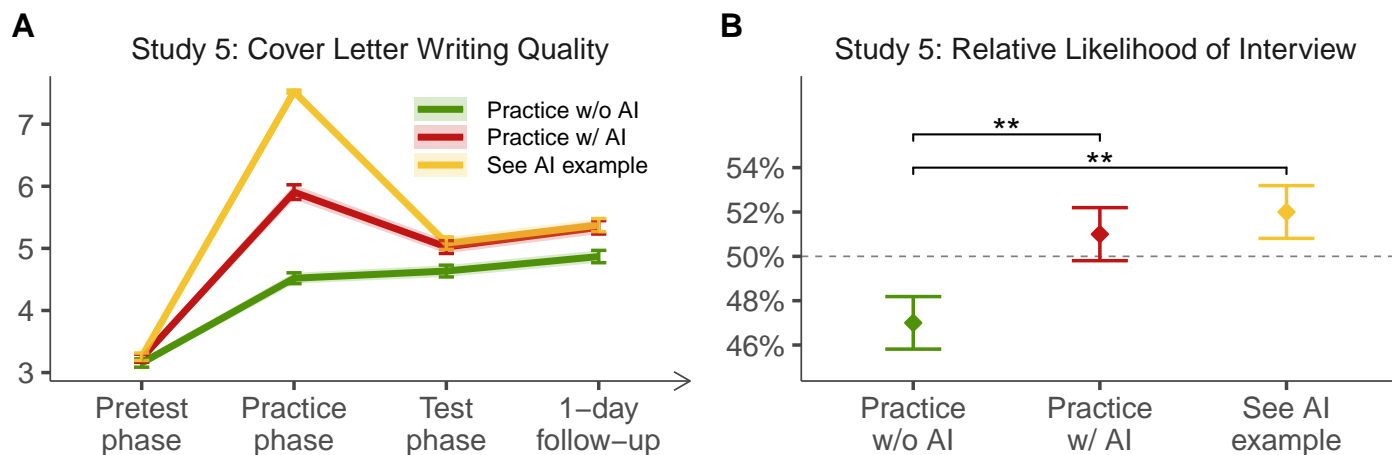 A
Study 5: Cover Letter Writing Quality
7
6
5
4
3
Practice w/o AI
Practice w/ AI
See AI example
Pretest
phase
Practice
phase
Test
phase
1−day
follow−up
B
Study 5: Relative Likelihood of Interview
**
**
54%
52%
50%
48%
46%
Practice
w/o AI
Practice
w/ AI
See AI
example